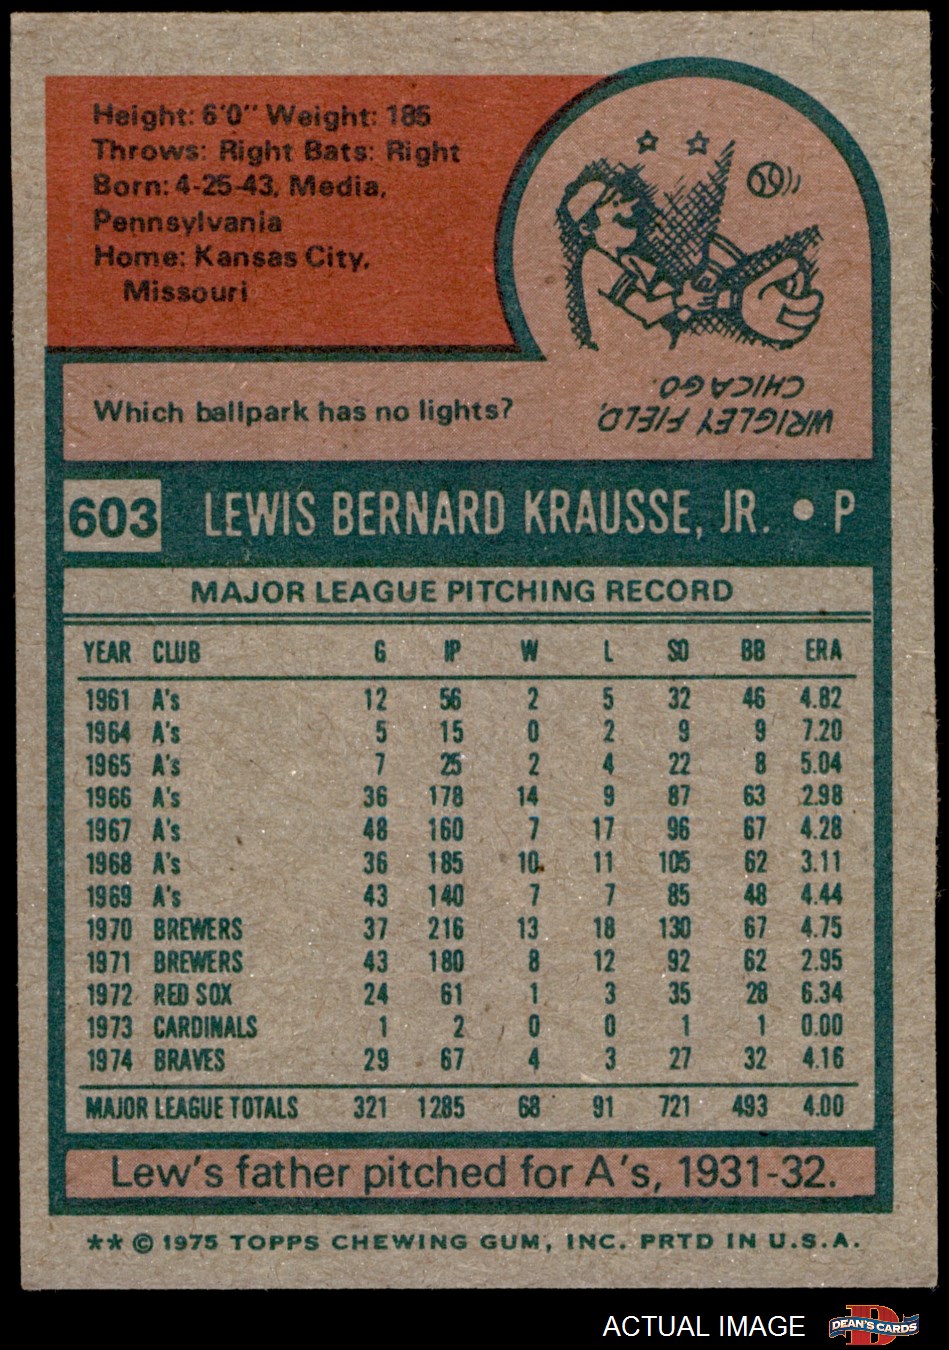 Height: 6'0" Weight: 185
Throws: Right Bats: Right
Born: 4-25-43, Media,
Pennsylvania
Home: Kansas City,
Missouri
Which ballpark has no lights?
WRIGLEY FIELD,
CHICAGO
603 LEWIS BERNARD KRAUSSE, JR. • P
MAJOR LEAGUE PITCHING RECORD
YEAR CLUB G IP W L SO BB ERA
1961 A's 12 56 2 5 32 46 4.82
1964 A's 5 15 0 2 9 9 7.20
1965 A's 7 25 2 4 22 8 5.04
1966 A's 36 178 14 9 87 63 2.98
1967 A's 48 160 7 17 96 67 4.28
1968 A's 36 185 10 11 105 62 3.11
1969 A's 43 140 7 7 85 48 4.44
1970 BREWERS 37 216 13 18 130 67 4.75
1971 BREWERS 43 180 8 12 92 62 2.95
1972 RED SOX 24 61 1 3 35 28 6.34
1973 CARDINALS 1 2 0 0 1 1 0.00
1974 BRAVES 29 67 4 3 27 32 4.16
MAJOR LEAGUE TOTALS 321 1285 68 91 721 493 4.00
Lew's father pitched for A's, 1931-32.
** © 1975 TOPPS CHEWING GUM, INC. PRTD IN U.S.A.
ACTUAL IMAGE DEAN'S CARDS